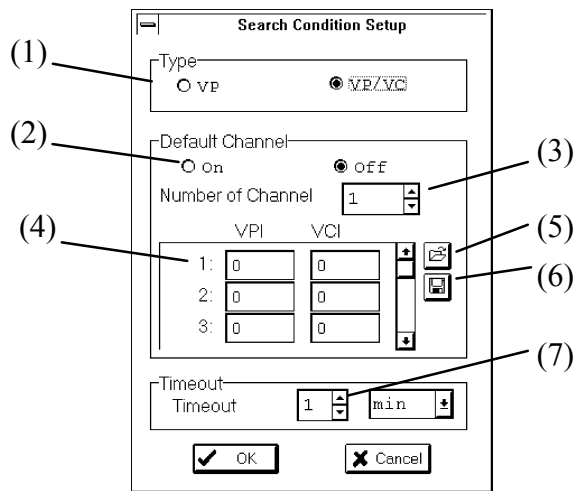 Search Condition Setup
(1)
Type
VP VP/VC
(2)
Default Channel
On Off
(3)
Number of Channel 1
(4)
VPI VCI
(5)
1: 0 0
(6)
2: 0 0
3: 0 0
(7)
Timeout
Timeout 1 min
OK Cancel